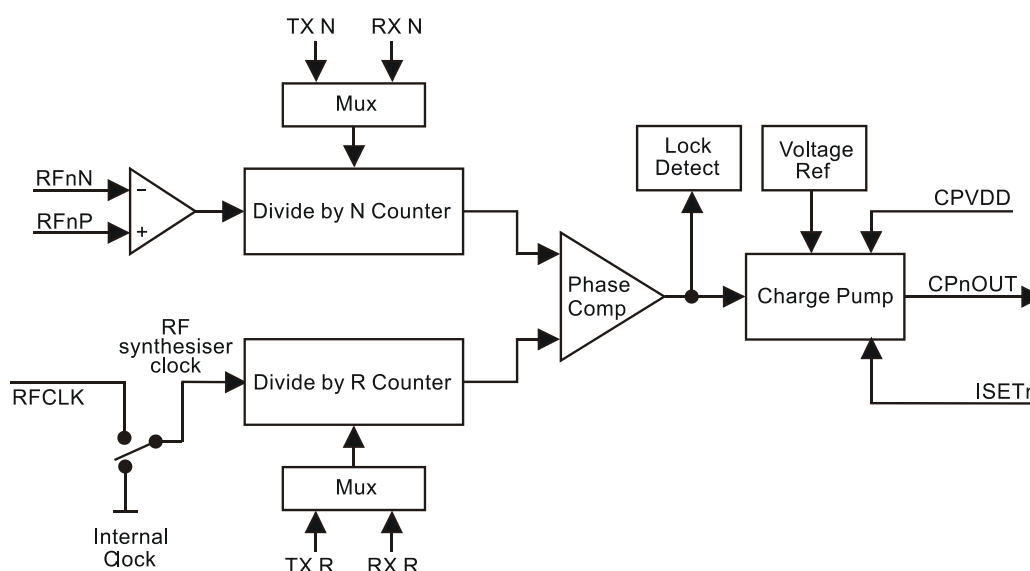 TX N
RX N
Mux
RFnN
−
RFnP
+
Divide by N Counter
Lock
Detect
Voltage
Ref
CPVDD
Phase
Comp
Charge Pump
CPnOUT
ISETn
RF
synthesiser
clock
RFCLK
Divide by R Counter
Internal
Clock
Mux
TX R
RX R